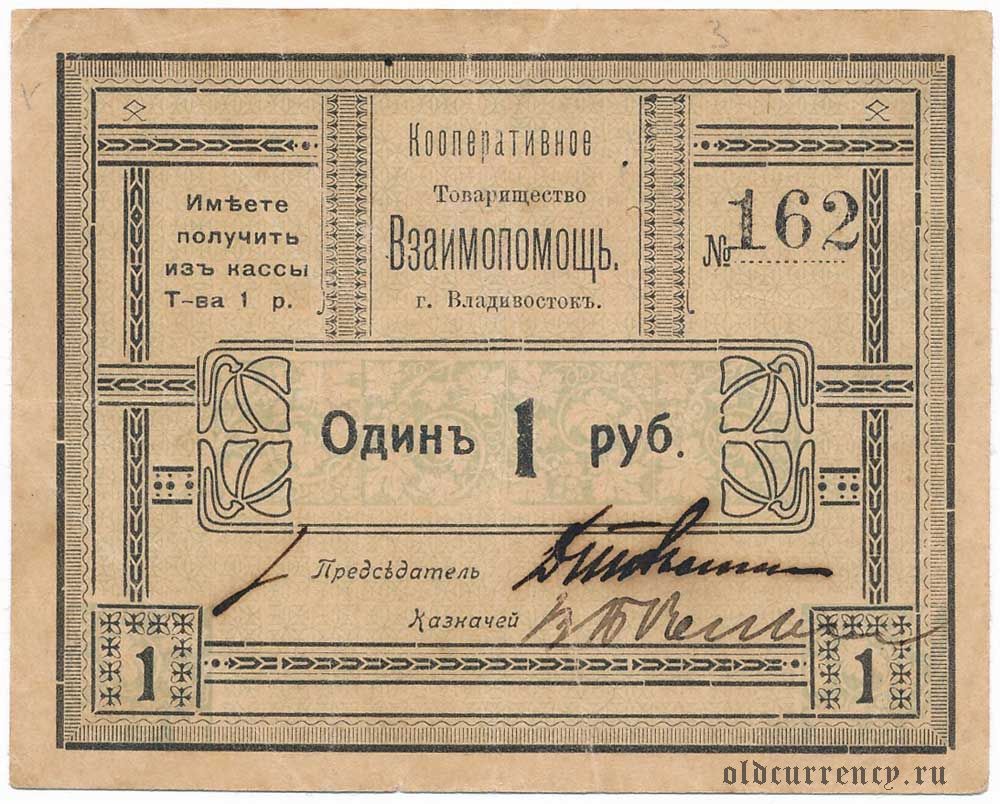 Кооперативное
Товарищество
Взаимопомощь.
г. Владивостокъ.
Имѣете
получить
изъ кассы
Т-ва 1 р.
№ 162
Одинъ 1 руб.
Предсѣдатель
Казначей
1
1
3
oldcurrency.ru